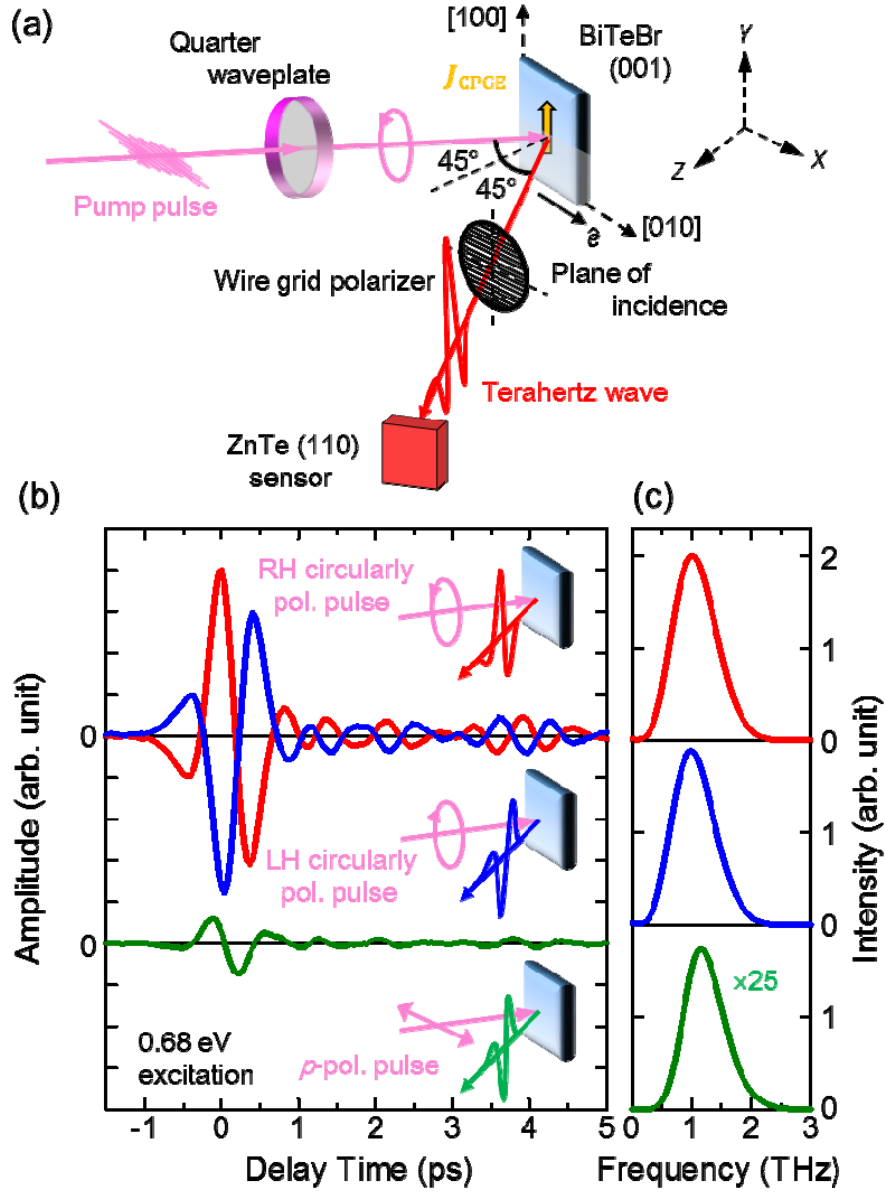 (a)
[100]
BiTeBr
(001)
Quarter
waveplate
J CPGE
Y
X
Z
45°
45°
Pump pulse
ŝ
[010]
Wire grid polarizer
Plane of
incidence
Terahertz wave
ZnTe (110)
sensor
(b)
(c)
RH circularly
pol. pulse
LH circularly
pol. pulse
0.68 eV
excitation
p-pol. pulse
0
0
Amplitude (arb. unit)
-1 0 1 2 3 4 5
Delay Time (ps)
2
1
0
1
0
×25
1
0
Intensity (arb. unit)
0 1 2 3
Frequency (THz)